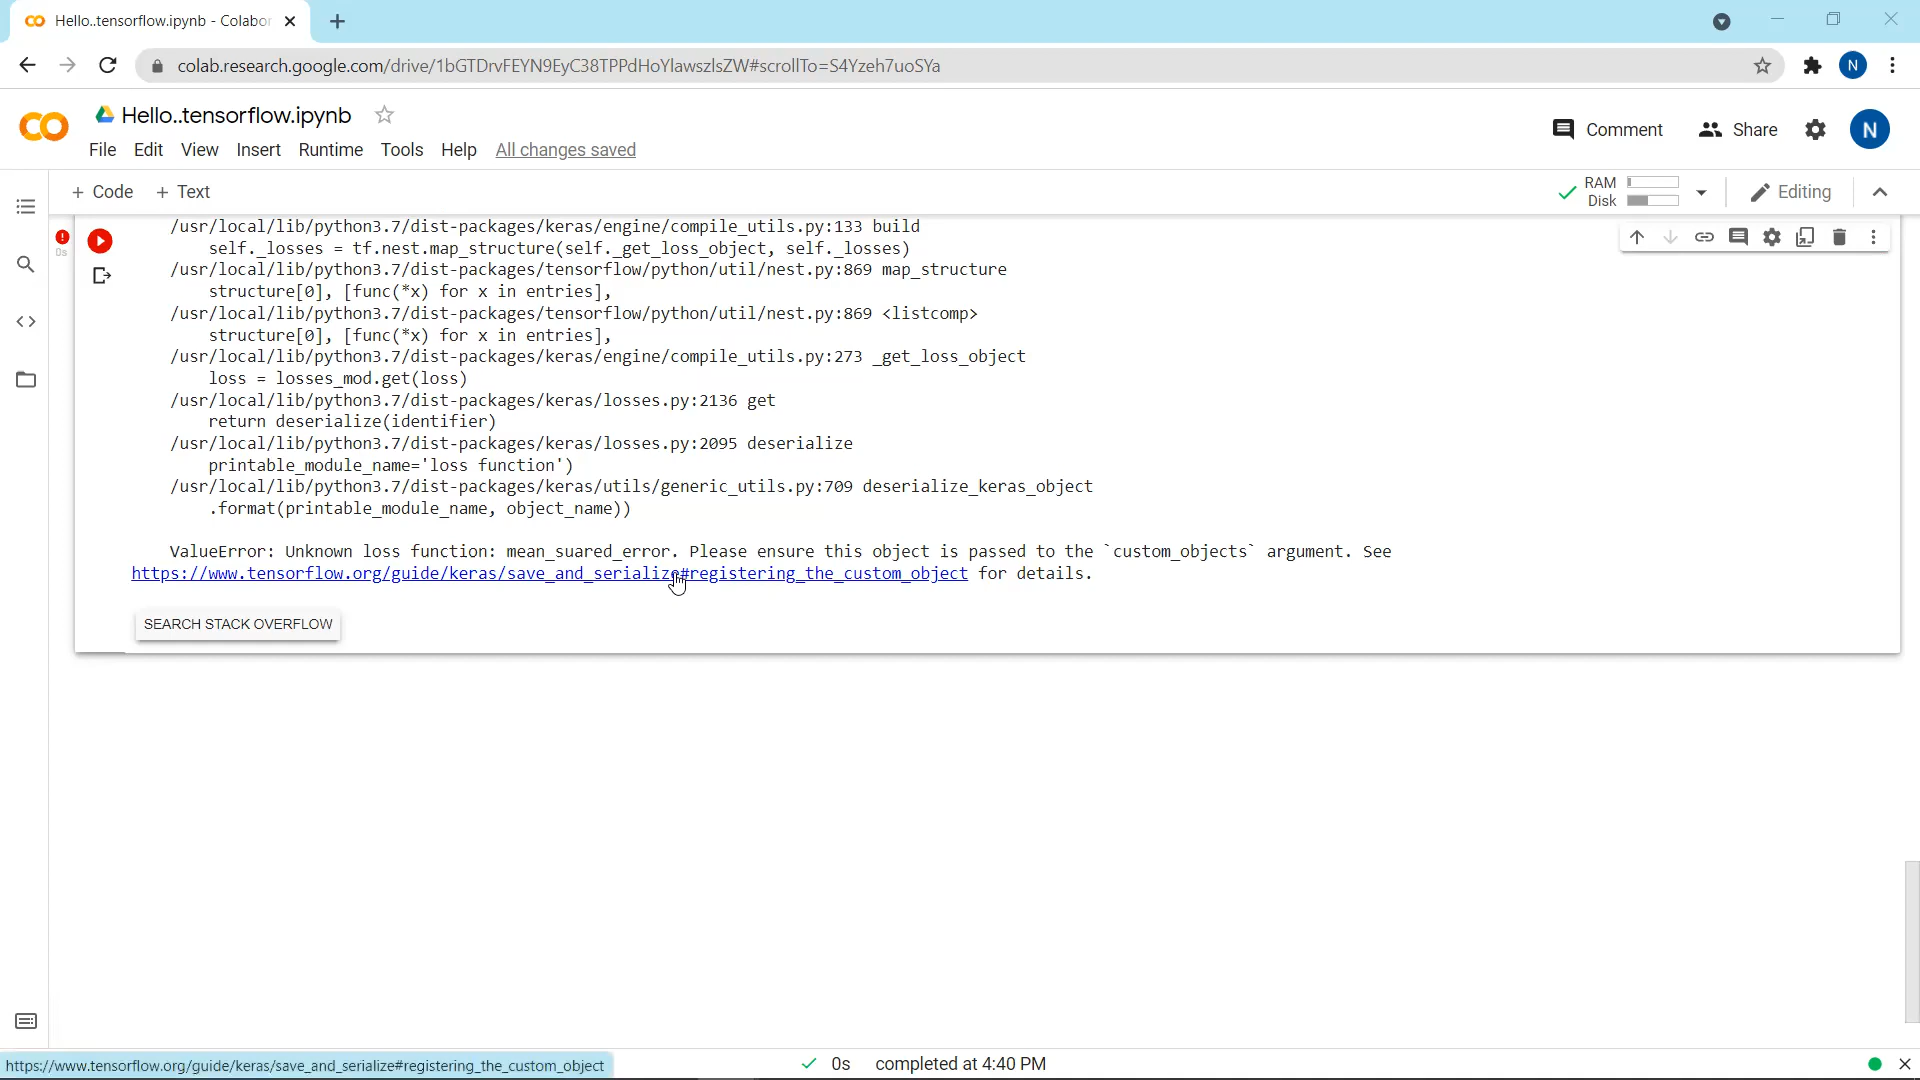 Hello..tensorflow.ipynb - Colabor
colab.research.google.com/drive/1bGTDrvFEYN9EyC38TPPdHoYlawszlsZW#scrollTo=S4Yzeh7uoSYa
N
CO
Hello..tensorflow.ipynb
Comment
Share
N
File Edit View Insert Runtime Tools Help All changes saved
+ Code + Text
RAM
Disk
Editing
/usr/local/lib/python3.7/dist-packages/keras/engine/compile_utils.py:133 build
self._losses = tf.nest.map_structure(self._get_loss_object, self._losses)
/usr/local/lib/python3.7/dist-packages/tensorflow/python/util/nest.py:869 map_structure
structure[0], [func(*x) for x in entries],
/usr/local/lib/python3.7/dist-packages/tensorflow/python/util/nest.py:869 <listcomp>
structure[0], [func(*x) for x in entries],
/usr/local/lib/python3.7/dist-packages/keras/engine/compile_utils.py:273 _get_loss_object
loss = losses_mod.get(loss)
/usr/local/lib/python3.7/dist-packages/keras/losses.py:2136 get
return deserialize(identifier)
/usr/local/lib/python3.7/dist-packages/keras/losses.py:2095 deserialize
printable_module_name='loss function')
/usr/local/lib/python3.7/dist-packages/keras/utils/generic_utils.py:709 deserialize_keras_object
.format(printable_module_name, object_name))
ValueError: Unknown loss function: mean_suared_error. Please ensure this object is passed to the `custom_objects` argument. See
https://www.tensorflow.org/guide/keras/save_and_serialize#registering_the_custom_object for details.
0s
SEARCH STACK OVERFLOW
https://www.tensorflow.org/guide/keras/save_and_serialize#registering_the_custom_object
0s completed at 4:40 PM